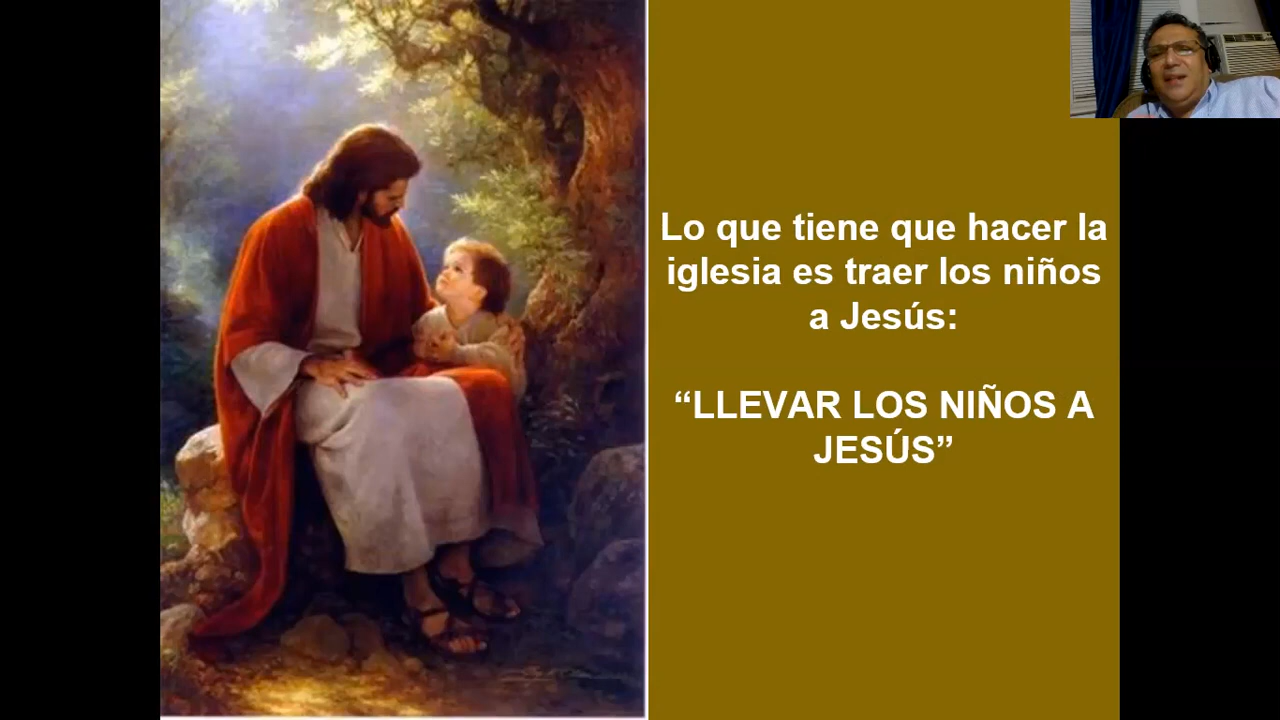 Lo que tiene que hacer la
iglesia es traer los niños
a Jesús:
“LLEVAR LOS NIÑOS A
JESÚS”